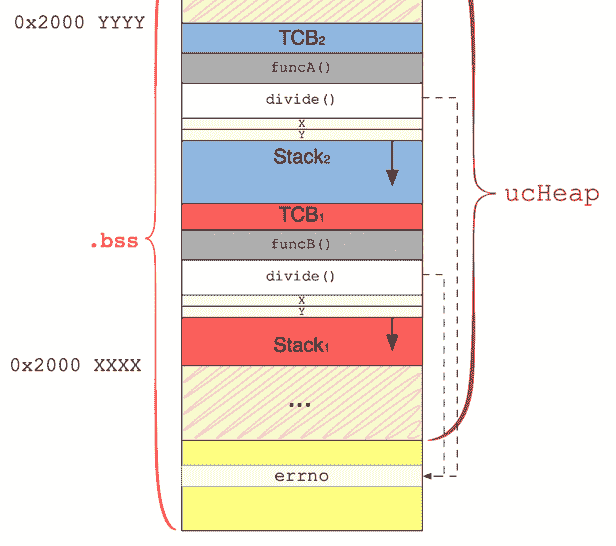 0x2000 YYYY
TCB₂
funcA()
divide()
X
Y
Stack₂
TCB₁
ucHeap
funcB()
.bss
divide()
X
Y
Stack₁
0x2000 XXXX
...
errno